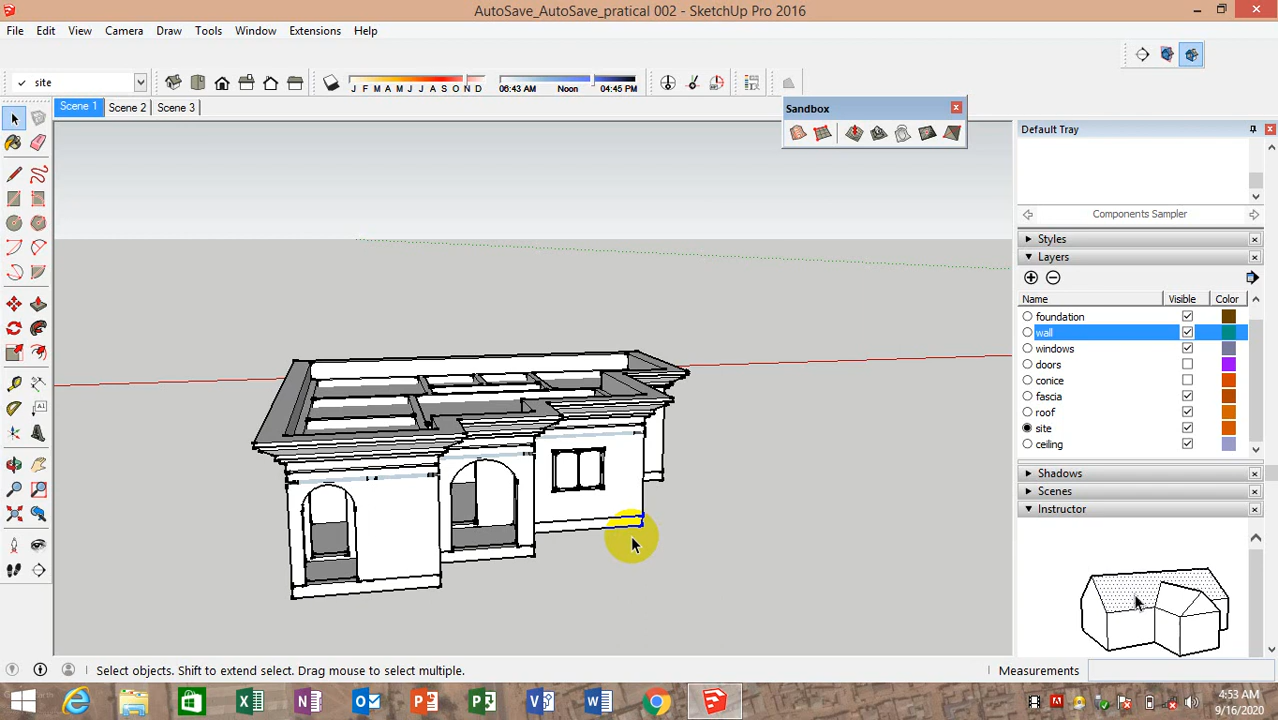 AutoSave_AutoSave_pratical 002 - SketchUp Pro 2016
File Edit View Camera Draw Tools Window Extensions Help
site
J F M A M J J A S O N D
06:43 AM Noon 04:45 PM
Scene 1 Scene 2 Scene 3
Sandbox
Default Tray
Components Sampler
Styles
Layers
Name Visible Color
foundation
wall
windows
doors
conice
fascia
roof
site
ceiling
Shadows
Scenes
Instructor
Select objects. Shift to extend select. Drag mouse to select multiple.
Measurements
4:53 AM
9/16/2020